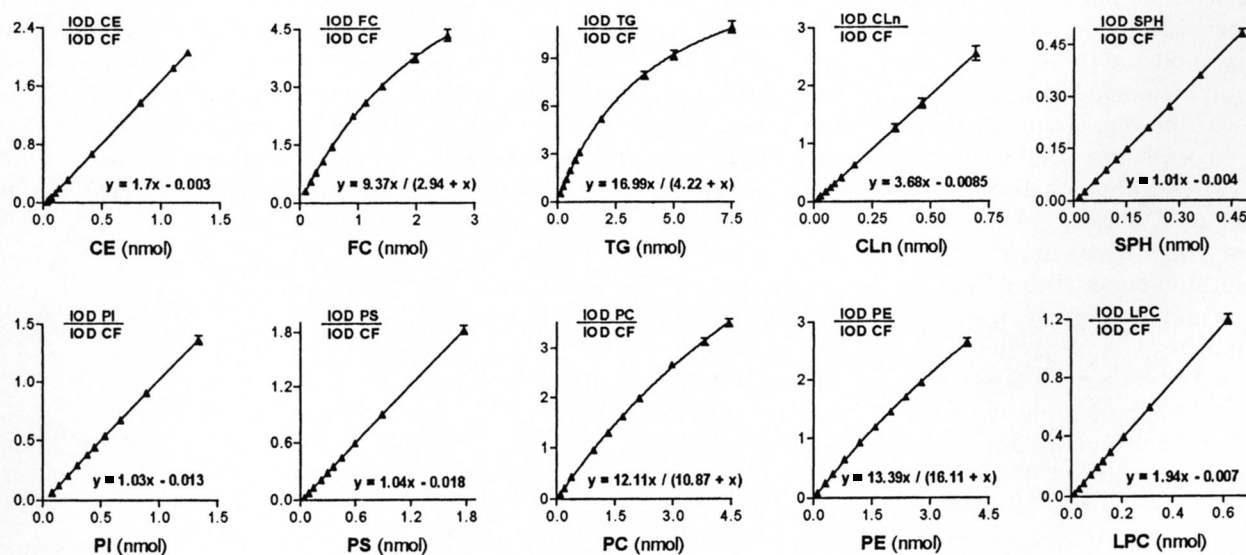 IOD CE
IOD CF
2.4
1.6
0.8
0.0
y = 1.7x - 0.003
0.0 0.5 1.0 1.5
CE (nmol)
IOD FC
IOD CF
4.5
3.0
1.5
0.0
y = 9.37x / (2.94 + x)
0 1 2 3
FC (nmol)
IOD TG
IOD CF
9
6
3
0
y = 16.99x / (4.22 + x)
0.0 2.5 5.0 7.5
TG (nmol)
IOD CLn
IOD CF
3
2
1
0
y = 3.68x - 0.0085
0.00 0.25 0.50 0.75
CLn (nmol)
IOD SPH
IOD CF
0.45
0.30
0.15
0.00
y = 1.01x - 0.004
0.00 0.15 0.30 0.45
SPH (nmol)
IOD PI
IOD CF
1.5
1.0
0.5
0.0
y = 1.03x - 0.013
0.0 0.5 1.0 1.5
PI (nmol)
IOD PS
IOD CF
1.8
1.2
0.6
0.0
y = 1.04x - 0.018
0.0 0.6 1.2 1.8
PS (nmol)
IOD PC
IOD CF
3
2
1
0
y = 12.11x / (10.87 + x)
0.0 1.5 3.0 4.5
PC (nmol)
IOD PE
IOD CF
3
2
1
0
y = 13.39x / (16.11 + x)
0.0 1.5 3.0 4.5
PE (nmol)
IOD LPC
IOD CF
1.2
0.8
0.4
0.0
y = 1.94x - 0.007
0.0 0.2 0.4 0.6
LPC (nmol)